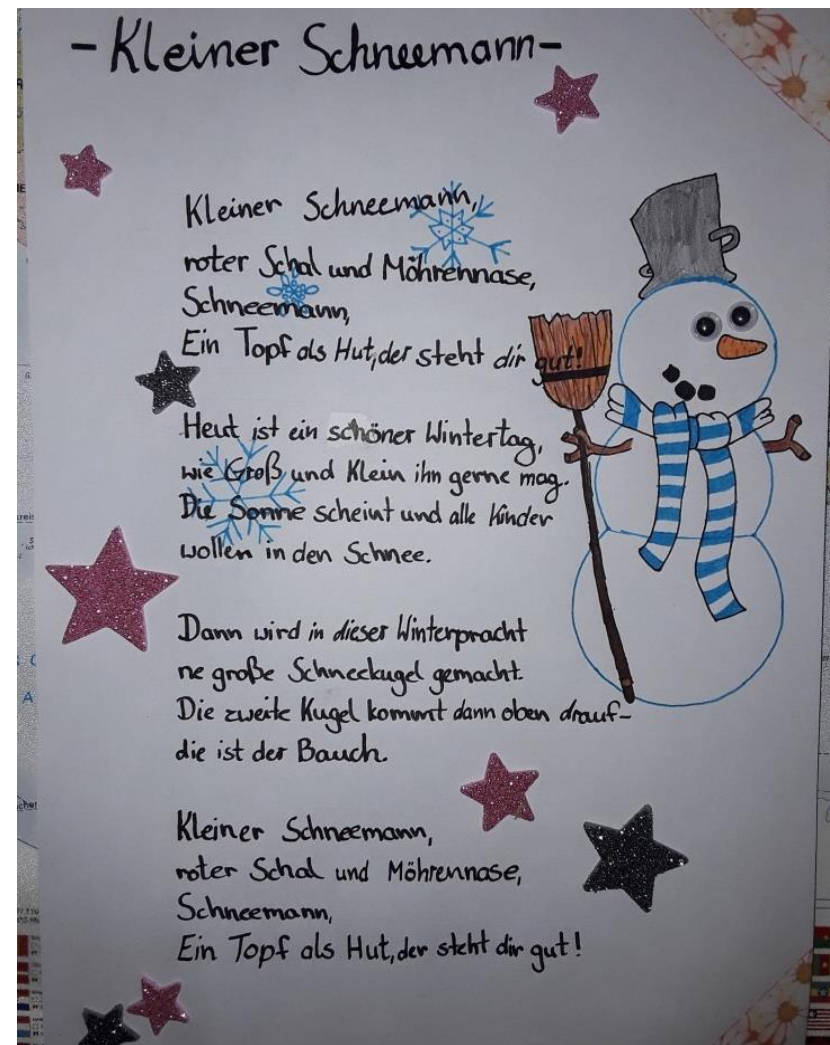 -Kleiner Schneemann-
Kleiner Schneemann,
roter Schal und Möhrennase,
Schneemann,
Ein Topf als Hut, der steht dir gut!
Heut ist ein schöner Wintertag,
wie Groß und Klein ihn gerne mag.
Die Sonne scheint und alle Kinder
wollen in den Schnee.
Dann wird in dieser Winterpracht
ne große Schneekugel gemacht.
Die zweite Kugel kommt dann oben drauf-
die ist der Bauch.
Kleiner Schneemann,
roter Schal und Möhrennase,
Schneemann,
Ein Topf als Hut, der steht dir gut!